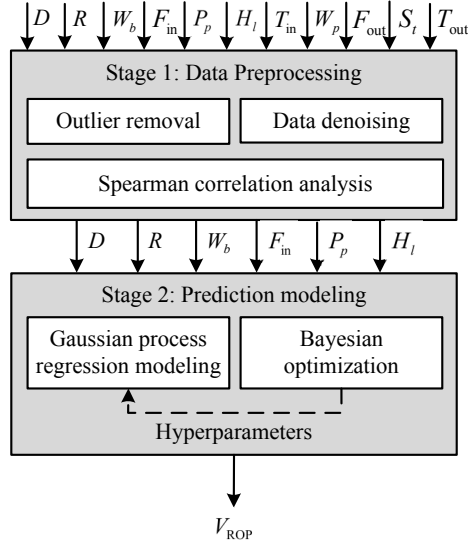 D R W_b F_in P_p H_l T_in W_p F_out S_t T_out
Stage 1: Data Preprocessing
Outlier removal Data denoising
Spearman correlation analysis
D R W_b F_in P_p H_l
Stage 2: Prediction modeling
Gaussian process Bayesian
regression modeling optimization
Hyperparameters
V_ROP